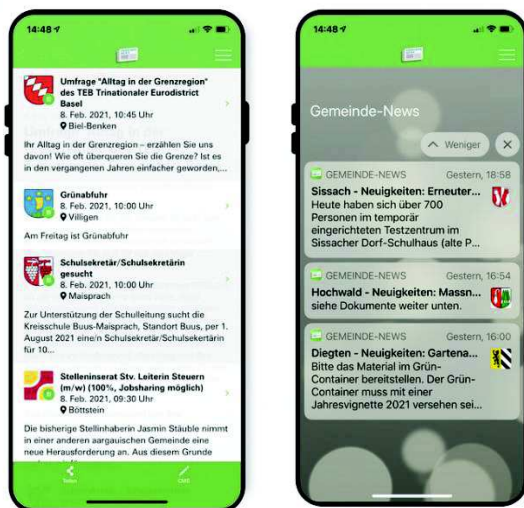 14:48
Umfrage "Alltag in der Grenzregion"
des TEB Trinationaler Eurodistrict
Basel
8. Feb. 2021, 10:45 Uhr
Biel-Benken
Ihr Alltag in der Grenzregion – erzählen Sie uns
davon! Wie oft überqueren Sie die Grenze? Ist es
in den vergangenen Jahren einfacher geworden,...
Grünabfuhr
8. Feb. 2021, 10:00 Uhr
Villigen
Am Freitag ist Grünabfuhr
Schulsekretär/Schulsekretärin
gesucht
8. Feb. 2021, 10:00 Uhr
Maisprach
Zur Unterstützung der Schulleitung sucht die
Kreisschule Buus-Maisprach, Standort Buus, per 1.
August 2021 eine/n Schulsekretär/Schulsekertärin
für 10...
Stelleninserat Stv. Leiterin Steuern
(m/w) (100%, Jobsharing möglich)
8. Feb. 2021, 09:30 Uhr
Böttstein
Die bisherige Stellinhaberin Jasmin Stäuble nimmt
in einer anderen aargauischen Gemeinde eine
neue Herausforderung an. Aus diesem Grunde
14:48
Gemeinde-News
Weniger
GEMEINDE-NEWS Gestern, 18:58
Sissach - Neuigkeiten: Erneuter...
Heute haben sich über 700
Personen im temporär
eingerichteten Testzentrum im
Sissacher Dorf-Schulhaus (alte P...
GEMEINDE-NEWS Gestern, 16:54
Hochwald - Neuigkeiten: Massn...
siehe Dokumente weiter unten.
GEMEINDE-NEWS Gestern, 16:00
Diegten - Neuigkeiten: Gartena...
Bitte das Material im Grün-
Container bereitstellen. Der Grün-
Container muss mit einer
Jahresvignette 2021 versehen sei...